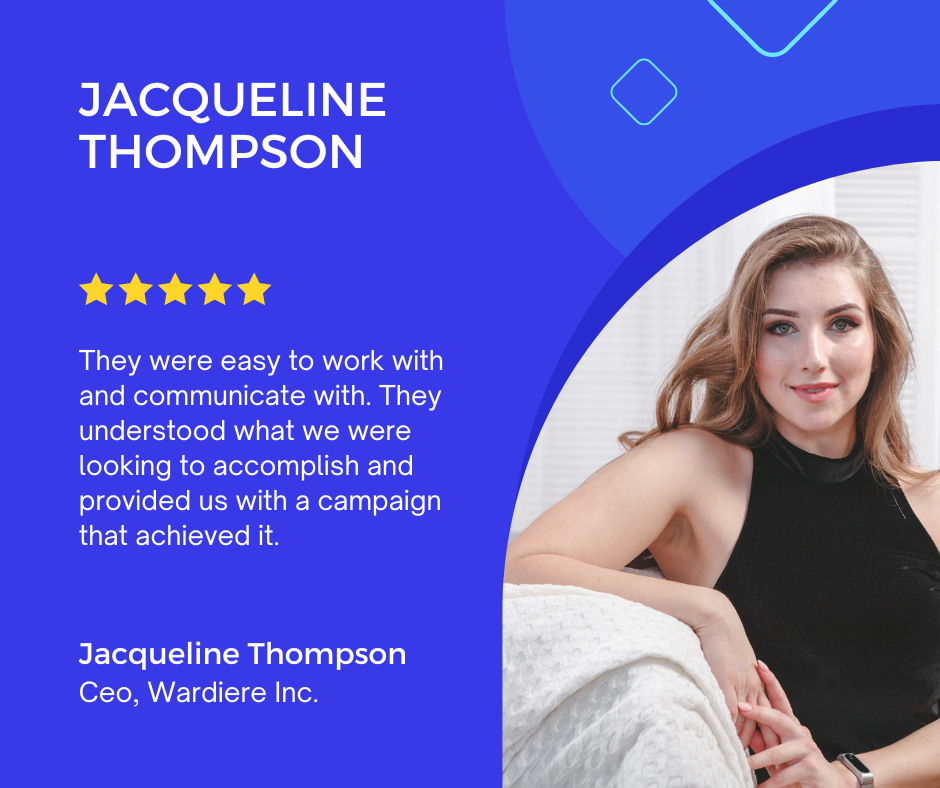 JACQUELINE
THOMPSON
They were easy to work with
and communicate with. They
understood what we were
looking to accomplish and
provided us with a campaign
that achieved it.
Jacqueline Thompson
Ceo, Wardiere Inc.